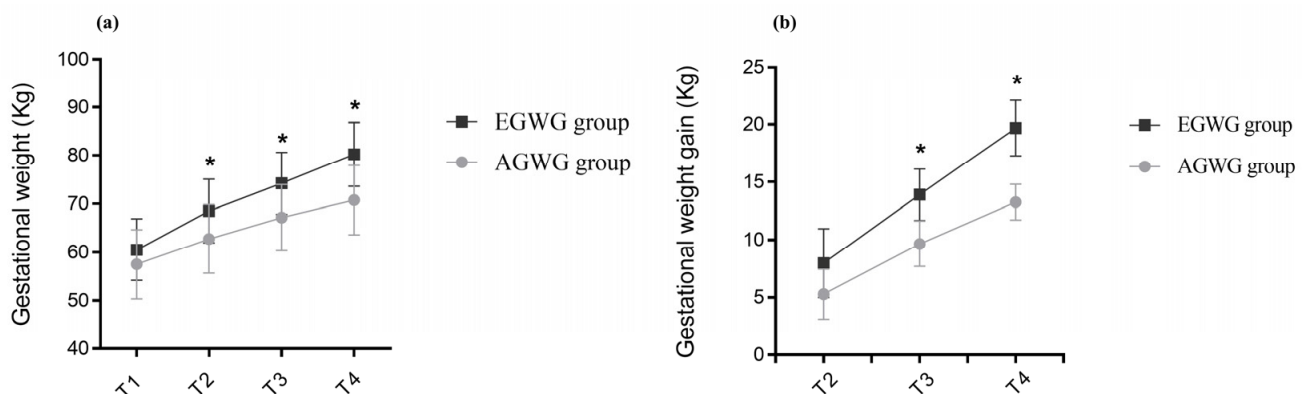 (a)
Gestational weight (Kg)
100
90
80
70
60
50
40
*
*
*
T1
T2
T3
T4
EGWG group
AGWG group
(b)
Gestational weight gain (Kg)
25
20
15
10
5
0
*
*
T2
T3
T4
EGWG group
AGWG group